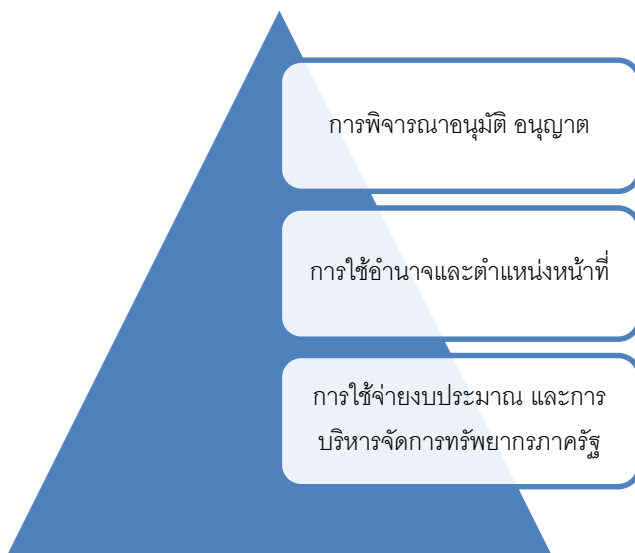 การพิจารณาอนุมัติ อนุญาต
การใช้อำนาจและตำแหน่งหน้าที่
การใช้จ่ายงบประมาณ และการ
บริหารจัดการทรัพยากรภาครัฐ